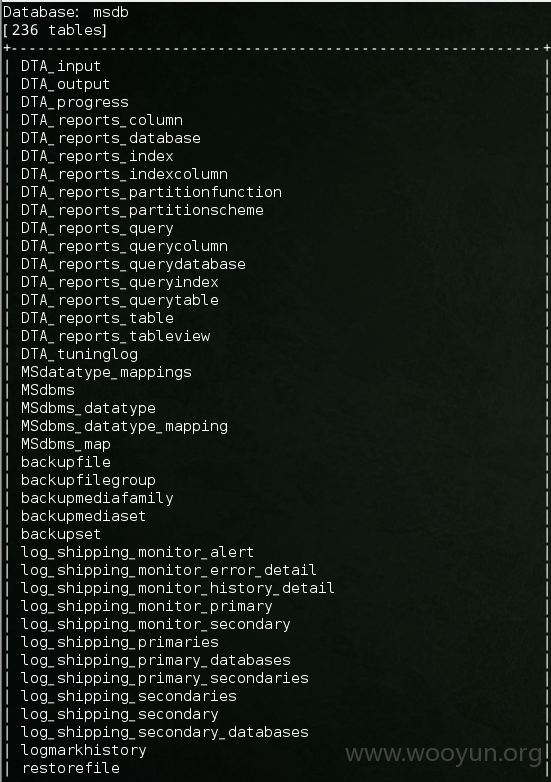 Database: msdb
[236 tables]
+---------------------------------------------------------------+
| DTA_input |
| DTA_output |
| DTA_progress |
| DTA_reports_column |
| DTA_reports_database |
| DTA_reports_index |
| DTA_reports_indexcolumn |
| DTA_reports_partitionfunction |
| DTA_reports_partitionscheme |
| DTA_reports_query |
| DTA_reports_querycolumn |
| DTA_reports_querydatabase |
| DTA_reports_queryindex |
| DTA_reports_querytable |
| DTA_reports_table |
| DTA_reports_tableview |
| DTA_tuninglog |
| MSdatatype_mappings |
| MSdbms |
| MSdbms_datatype |
| MSdbms_datatype_mapping |
| MSdbms_map |
| backupfile |
| backupfilegroup |
| backupmediafamily |
| backupmediaset |
| backupset |
| log_shipping_monitor_alert |
| log_shipping_monitor_error_detail |
| log_shipping_monitor_history_detail |
| log_shipping_monitor_primary |
| log_shipping_monitor_secondary |
| log_shipping_primaries |
| log_shipping_primary_databases |
| log_shipping_primary_secondaries |
| log_shipping_secondaries |
| log_shipping_secondary |
| log_shipping_secondary_databases |
| logmarkhistory |
| restorefile |
www.wooyun.org